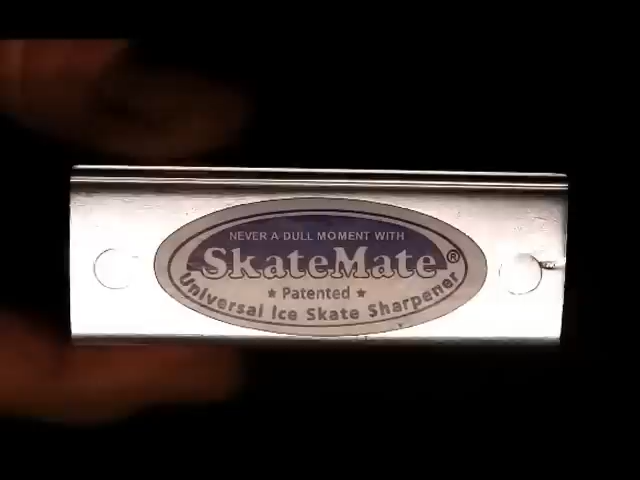 NEVER A DULL MOMENT WITH
SkateMate®
★ Patented ★
Universal Ice Skate Sharpener